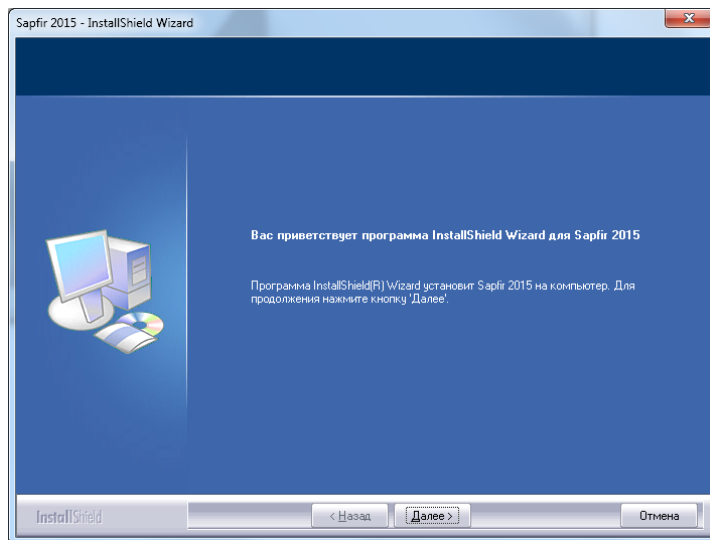 Sapfir 2015 - InstallShield Wizard
Вас приветствует программа InstallShield Wizard для Sapfir 2015
Программа InstallShield(R) Wizard установит Sapfir 2015 на компьютер. Для
продолжения нажмите кнопку 'Далее'.
InstallShield
< Назад
Далее >
Отмена